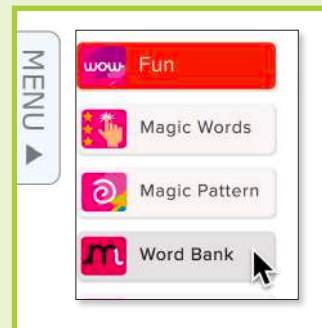 MENU ▲
wow Fun
Magic Words
Magic Pattern
m Word Bank